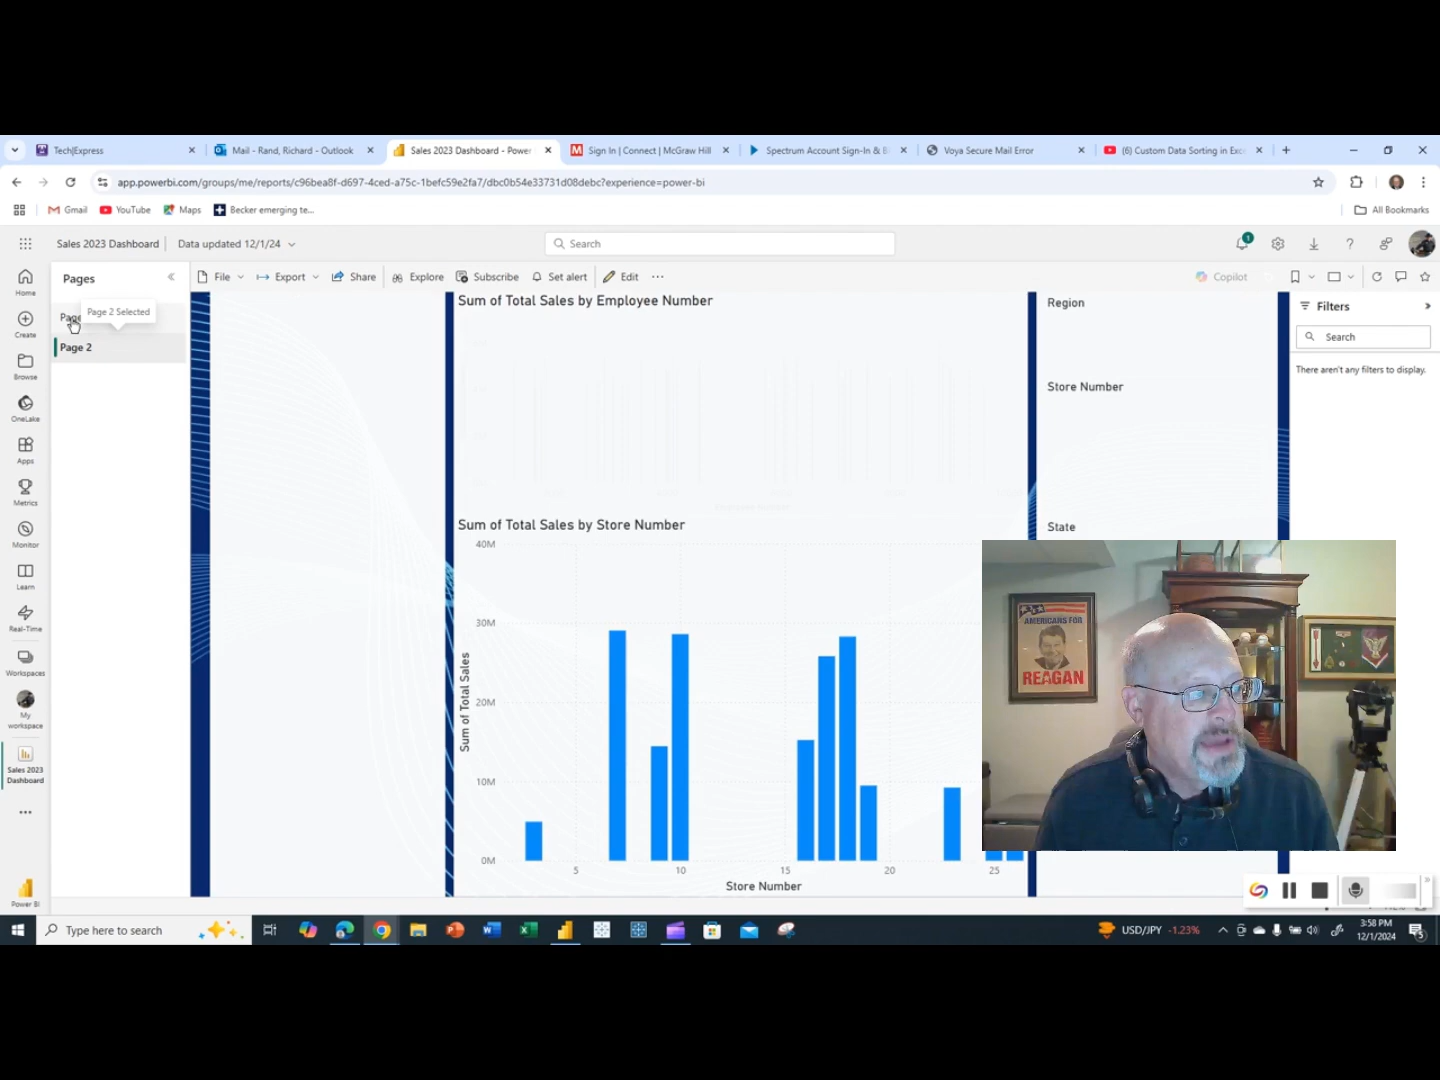 Tech|Express
Mail - Rand, Richard - Outlook
Sales 2023 Dashboard - Power
Sign In | Connect | McGraw Hill
Spectrum Account Sign-In & B
Voya Secure Mail Error
(6) Custom Data Sorting in Exc
app.powerbi.com/groups/me/reports/c96bea8f-d697-4ced-a75c-1befc59e2fa7/dbc0b54e33731d08debc?experience=power-bi
Gmail
YouTube
Maps
Becker emerging te...
All Bookmarks
Sales 2023 Dashboard
Data updated 12/1/24
Search
1
Pages
File
Export
Share
Explore
Subscribe
Set alert
Edit
Copilot
Home
Create
Browse
OneLake
Apps
Metrics
Monitor
Learn
Real-Time
Workspaces
My
workspace
Sales 2023
Dashboard
Power BI
Page 2 Selected
Page 2
Sum of Total Sales by Employee Number
Region
Store Number
State
Filters
Search
There aren't any filters to display.
Sum of Total Sales by Store Number
40M
30M
20M
10M
0M
Sum of Total Sales
5
10
15
20
25
Store Number
AMERICANS FOR
REAGAN
Type here to search
USD/JPY -1.23%
3:58 PM
12/1/2024
5